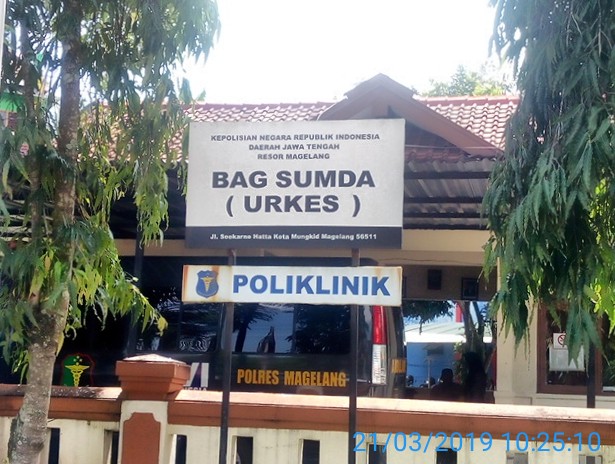 KEPOLISIAN NEGARA REPUBLIK INDONESIA
DAERAH JAWA TENGAH
RESOR MAGELANG
BAG SUMDA
( URKES )
Jl. Soekarno Hatta Kota Mungkid Magelang 56511
POLIKLINIK
POLRES MAGELANG
21/03/2019 10:25:10